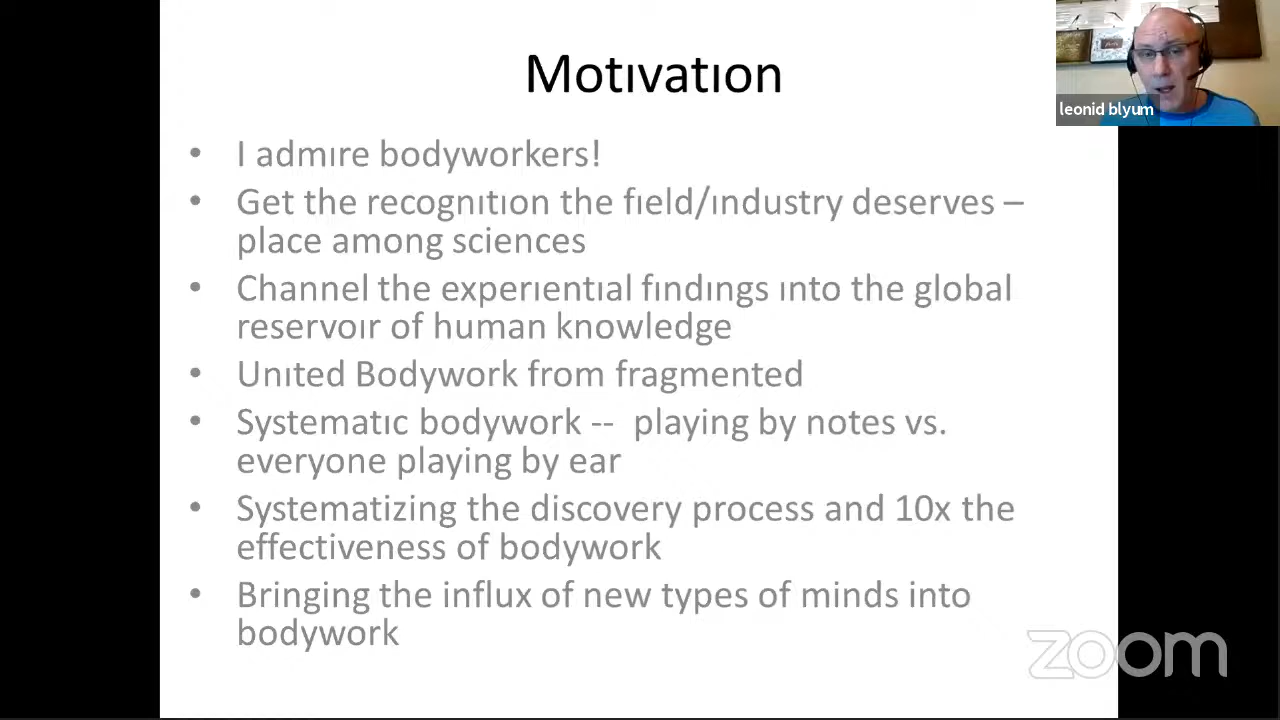 Motivation
leonid blyum
• I admire bodyworkers!
• Get the recognition the field/industry deserves –
place among sciences
• Channel the experiential findings into the global
reservoir of human knowledge
• United Bodywork from fragmented
• Systematic bodywork -- playing by notes vs.
everyone playing by ear
• Systematizing the discovery process and 10x the
effectiveness of bodywork
• Bringing the influx of new types of minds into
bodywork
zoom